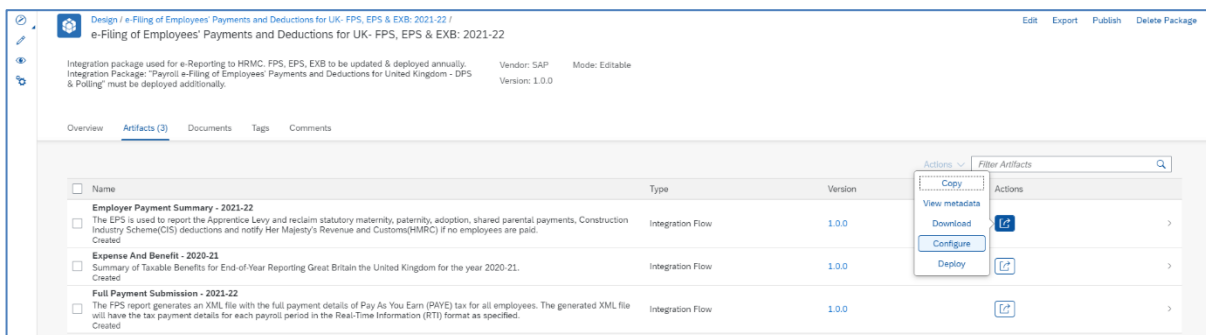 Design / e-Filing of Employees' Payments and Deductions for UK- FPS, EPS & EXB: 2021-22 /
Edit Export Publish Delete Package
e-Filing of Employees' Payments and Deductions for UK- FPS, EPS & EXB: 2021-22
Integration package used for e-Reporting to HRMC. FPS, EPS, EXB to be updated & deployed annually.
Integration Package: "Payroll e-Filing of Employees' Payments and Deductions for United Kingdom - DPS
& Polling" must be deployed additionally.
Vendor: SAP Mode: Editable
Version: 1.0.0
Overview Artifacts (3) Documents Tags Comments
Actions Filter Artifacts
Name Type Version Actions
Copy
View metadata
Download
Configure
Deploy
Employer Payment Summary - 2021-22
The EPS is used to report the Apprentice Levy and reclaim statutory maternity, paternity, adoption, shared parental payments, Construction
Industry Scheme(CIS) deductions and notify Her Majesty's Revenue and Customs(HMRC) if no employees are paid.
Created
Integration Flow 1.0.0
Expense And Benefit - 2020-21
Summary of Taxable Benefits for End-of-Year Reporting Great Britain the United Kingdom for the year 2020-21.
Created
Integration Flow 1.0.0
Full Payment Submission - 2021-22
The FPS report generates an XML file with the full payment details of Pay As You Earn (PAYE) tax for all employees. The generated XML file
will have the tax payment details for each payroll period in the Real-Time Information (RTI) format as specified.
Created
Integration Flow 1.0.0